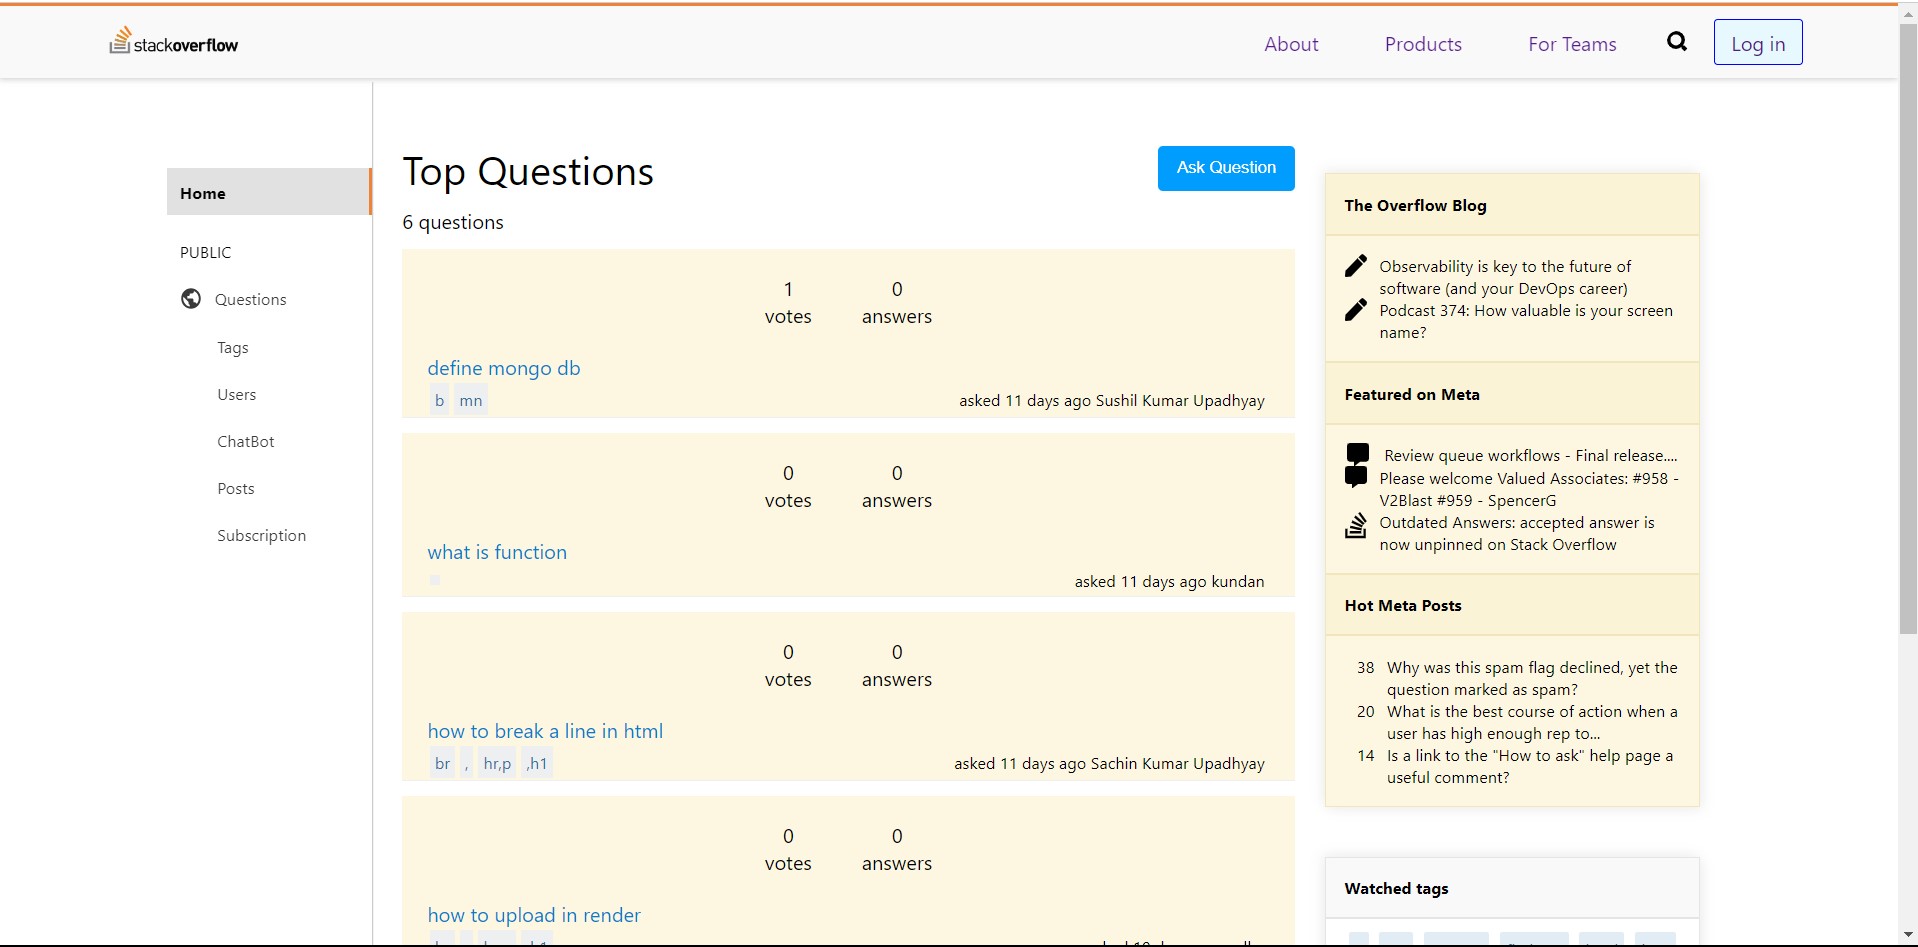 stackoverflow
About Products For Teams Log in
Home
PUBLIC
Questions
Tags
Users
ChatBot
Posts
Subscription
Top Questions
Ask Question
6 questions
1 0
votes answers
define mongo db
b mn asked 11 days ago Sushil Kumar Upadhyay
0 0
votes answers
what is function
asked 11 days ago kundan
0 0
votes answers
how to break a line in html
br , hr,p ,h1 asked 11 days ago Sachin Kumar Upadhyay
0 0
votes answers
how to upload in render
The Overflow Blog
Observability is key to the future of
software (and your DevOps career)
Podcast 374: How valuable is your screen
name?
Featured on Meta
Review queue workflows - Final release....
Please welcome Valued Associates: #958 -
V2Blast #959 - SpencerG
Outdated Answers: accepted answer is
now unpinned on Stack Overflow
Hot Meta Posts
38 Why was this spam flag declined, yet the
question marked as spam?
20 What is the best course of action when a
user has high enough rep to...
14 Is a link to the "How to ask" help page a
useful comment?
Watched tags